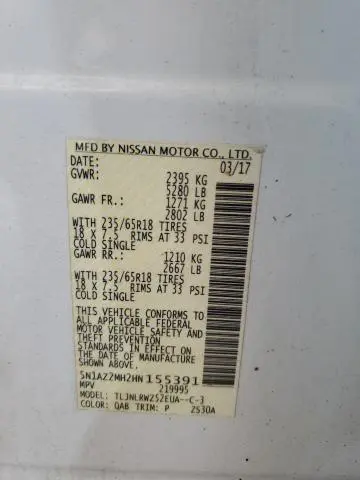 MFD BY NISSAN MOTOR CO., LTD.
DATE: 03/17
GVWR: 2395 KG
5280 LB
GAWR FR.: 1271 KG
2802 LB
WITH 235/65R18 TIRES
18 X 7.5 RIMS AT 33 PSI
COLD SINGLE
GAWR RR.: 1210 KG
2667 LB
WITH 235/65R18 TIRES
18 X 7.5 RIMS AT 33 PSI
COLD SINGLE
THIS VEHICLE CONFORMS TO
ALL APPLICABLE FEDERAL
MOTOR VEHICLE SAFETY AND
THEFT PREVENTION
STANDARDS IN EFFECT ON
THE DATE OF MANUFACTURE
SHOWN ABOVE.
5N1AZ2MH2HN155391
MPV 219995
MODEL: TLJNLRWZ52EUA--C-3
COLOR: QAB TRIM: P 2530A